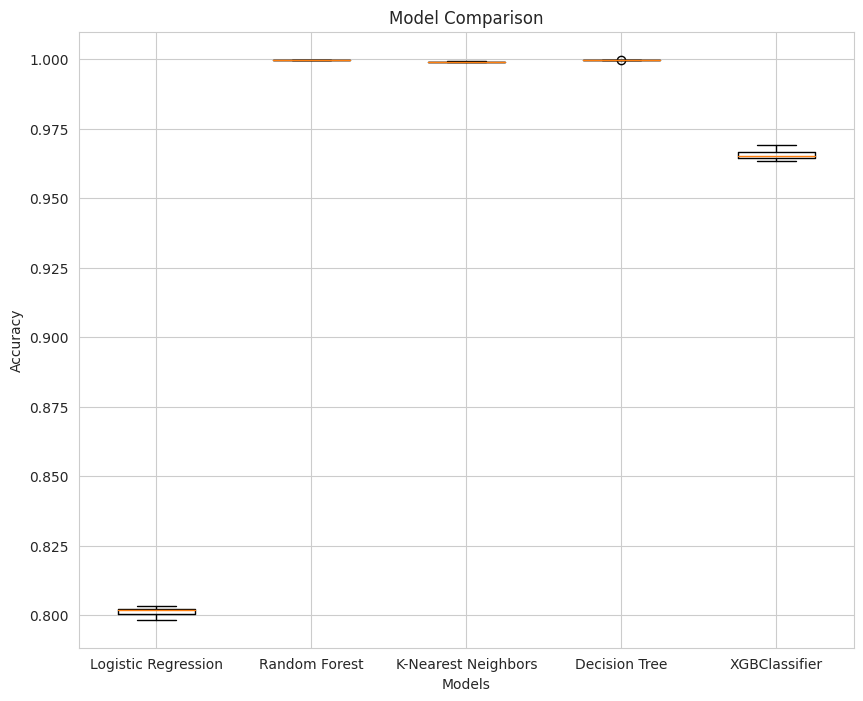 Model Comparison
1.000
0.975
0.950
0.925
0.900
0.875
0.850
0.825
0.800
Accuracy
Logistic Regression
Random Forest
K-Nearest Neighbors
Decision Tree
XGBClassifier
Models